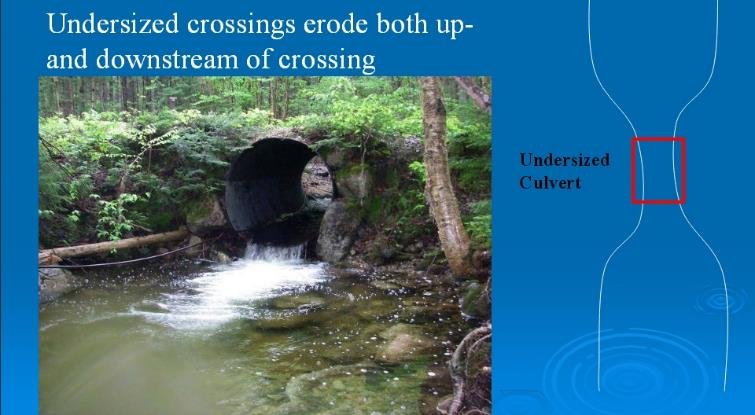 Undersized crossings erode both up-
and downstream of crossing
Undersized
Culvert